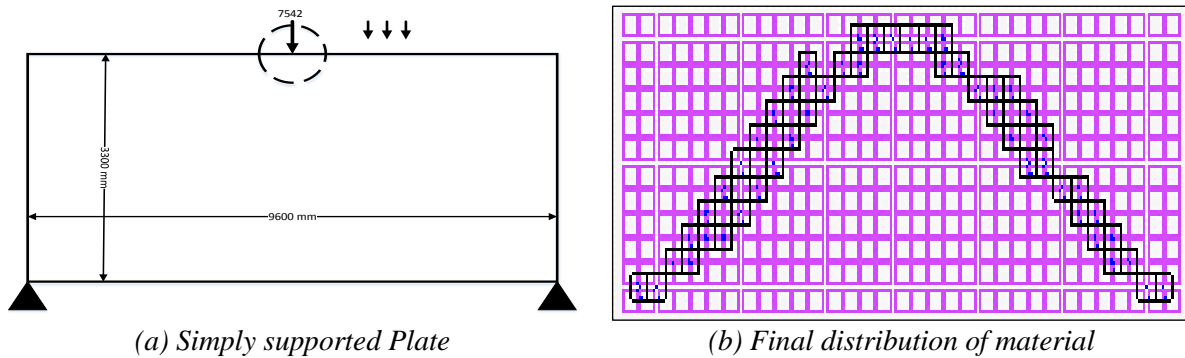 7542
3300 mm
9600 mm
(a) Simply supported Plate
(b) Final distribution of material